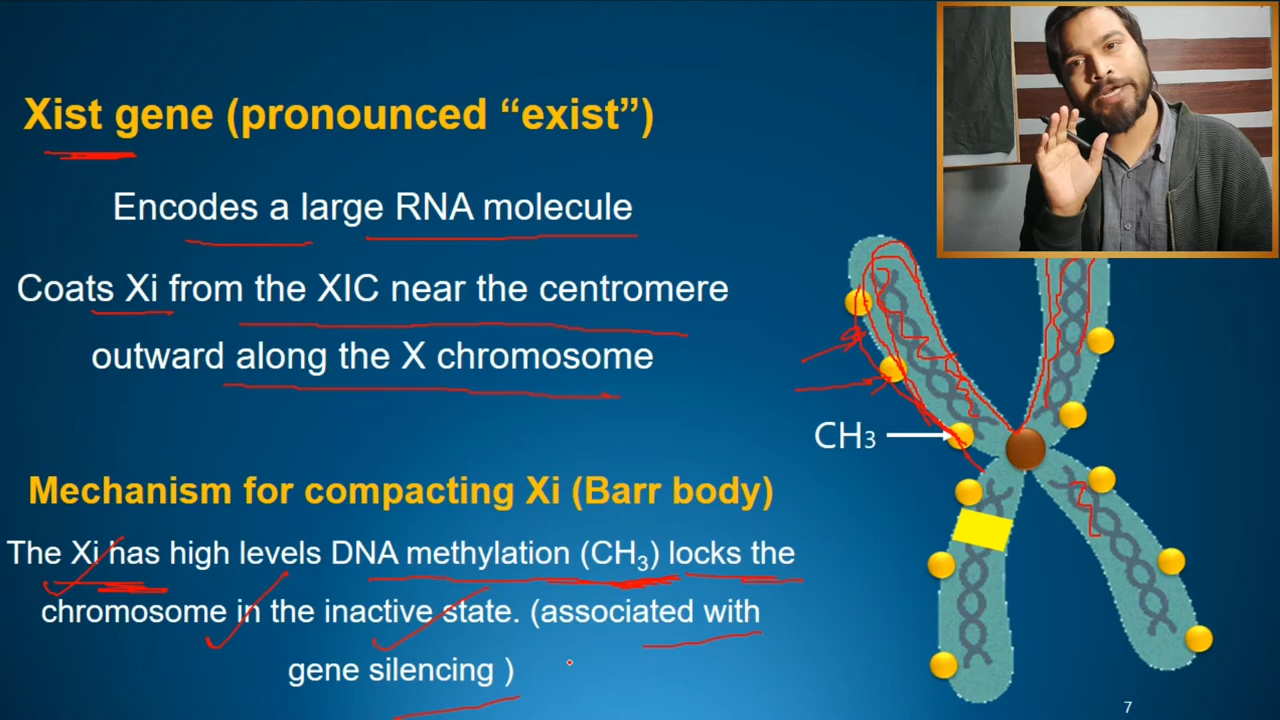 Xist gene (pronounced “exist”)
Encodes a large RNA molecule
Coats Xi from the XIC near the centromere
outward along the X chromosome
CH₃
Mechanism for compacting Xi (Barr body)
The Xi has high levels DNA methylation (CH₃) locks the
chromosome in the inactive state. (associated with
gene silencing )
7